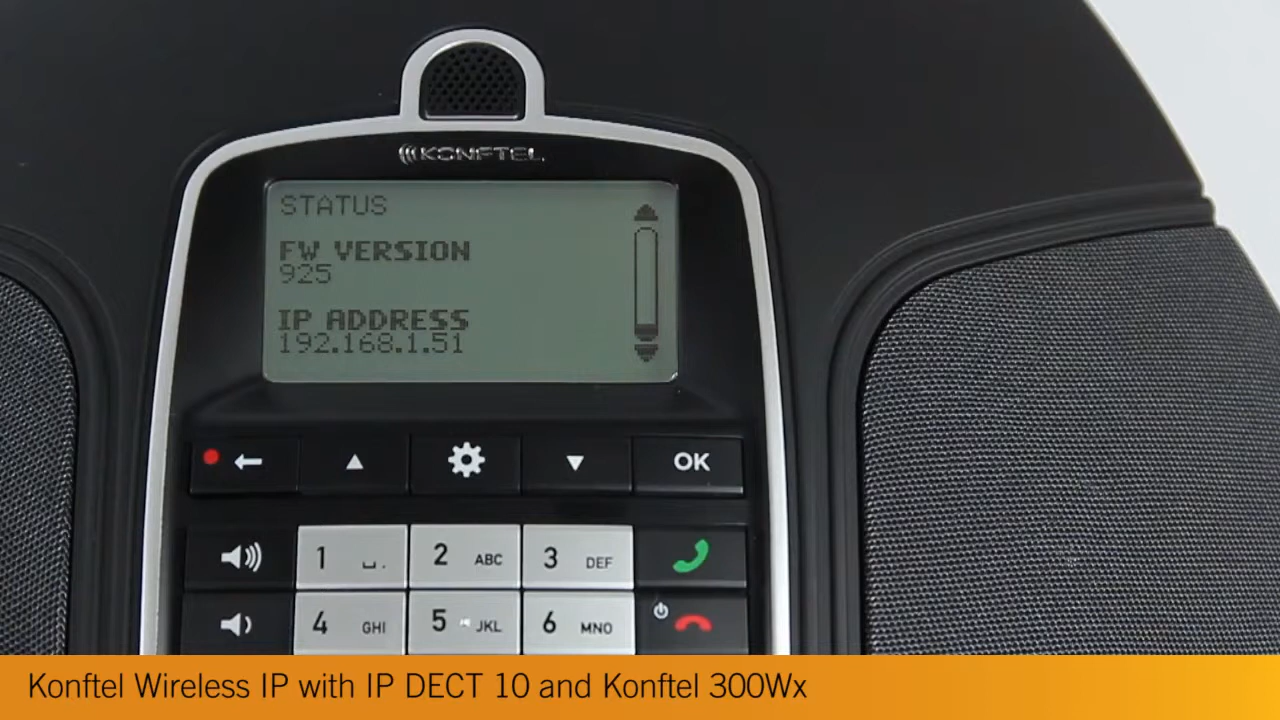 KONFTEL
STATUS
FW VERSION
925
IP ADDRESS
192.168.1.51
OK
1 ␣.
2 ABC
3 DEF
4 GHI
5 JKL
6 MNO
Konftel Wireless IP with IP DECT 10 and Konftel 300Wx